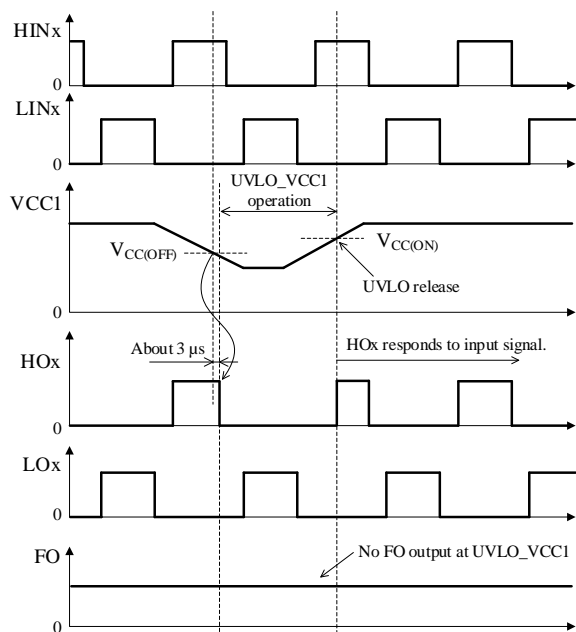 HINx
0
LINx
0
UVLO_VCC1
operation
VCC1
VCC(OFF)
VCC(ON)
UVLO release
0
About 3 µs
HOx responds to input signal.
HOx
0
LOx
0
FO
No FO output at UVLO_VCC1
0